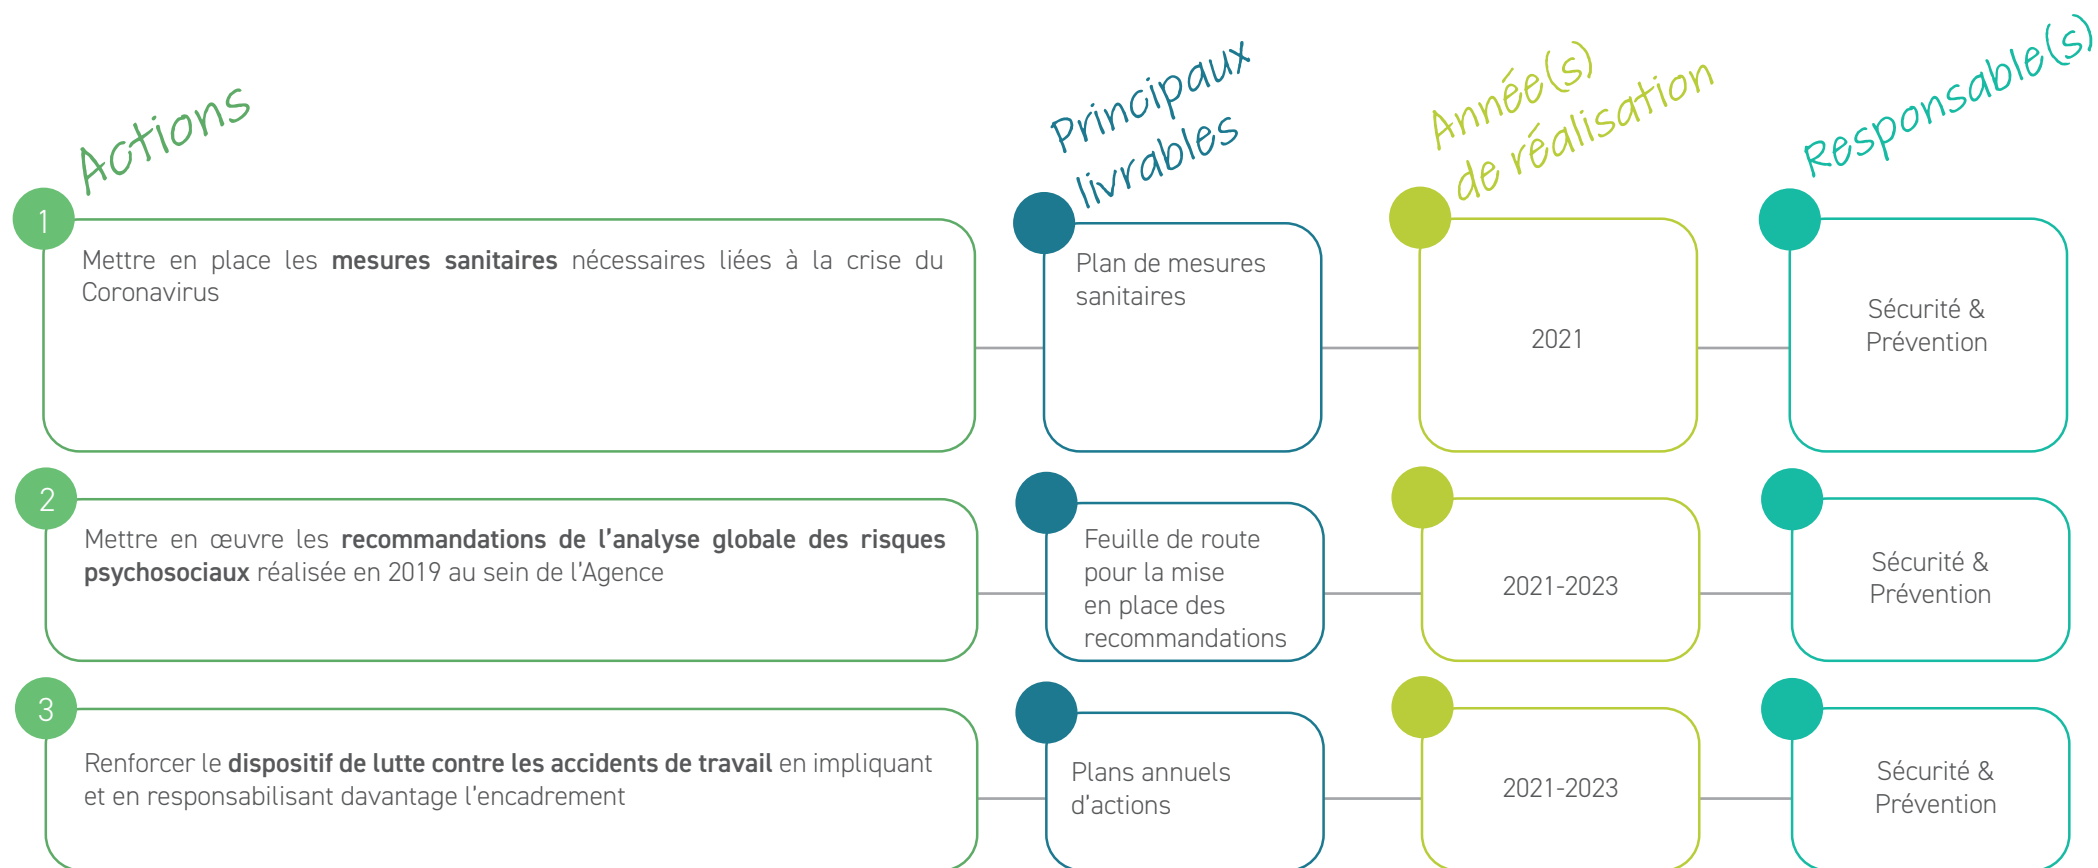 Actions
Principaux
livrables
Année(s)
de réalisation
Responsable(s)
1
Mettre en place les mesures sanitaires nécessaires liées à la crise du
Coronavirus
Plan de mesures
sanitaires
2021
Sécurité &
Prévention
2
Mettre en œuvre les recommandations de l’analyse globale des risques
psychosociaux réalisée en 2019 au sein de l’Agence
Feuille de route
pour la mise
en place des
recommandations
2021-2023
Sécurité &
Prévention
3
Renforcer le dispositif de lutte contre les accidents de travail en impliquant
et en responsabilisant davantage l’encadrement
Plans annuels
d’actions
2021-2023
Sécurité &
Prévention